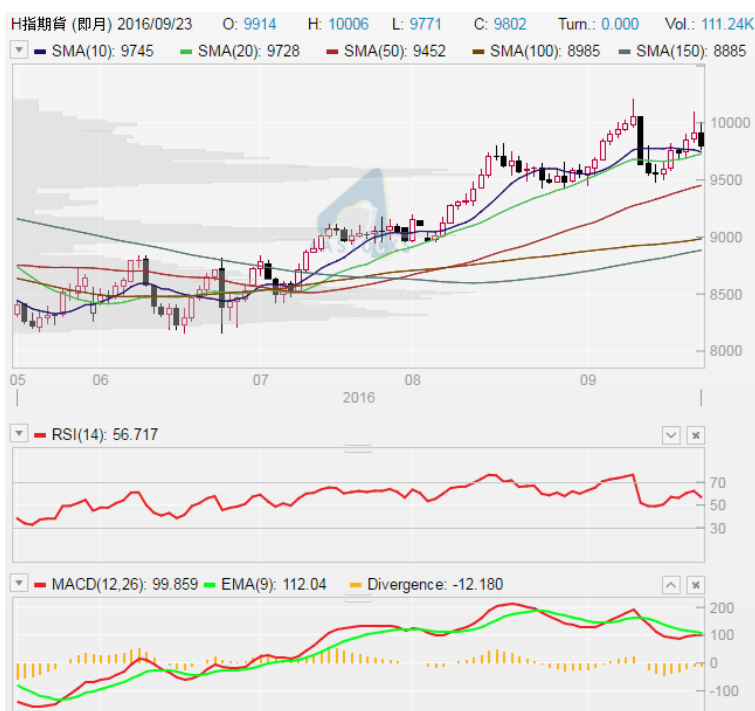 H指期貨 (即月) 2016/09/23 O: 9914 H: 10006 L: 9771 C: 9802 Turn.: 0.000 Vol.: 111.24K
SMA(10): 9745 SMA(20): 9728 SMA(50): 9452 SMA(100): 8985 SMA(150): 8885
10000
9500
9000
8500
8000
05 06 07 08 09
2016
RSI(14): 56.717
70
50
30
MACD(12,26): 99.859 EMA(9): 112.04 Divergence: -12.180
200
100
0
-100